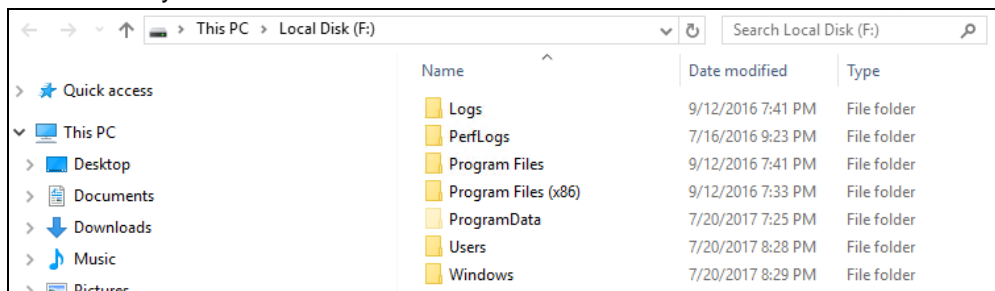 This PC > Local Disk (F:)
Search Local Disk (F:)
Name
Date modified
Type
Quick access
This PC
Desktop
Documents
Downloads
Music
Pictures
Logs 9/12/2016 7:41 PM File folder
PerfLogs 7/16/2016 9:23 PM File folder
Program Files 9/12/2016 7:41 PM File folder
Program Files (x86) 9/12/2016 7:33 PM File folder
ProgramData 7/20/2017 7:25 PM File folder
Users 7/20/2017 8:28 PM File folder
Windows 7/20/2017 8:29 PM File folder